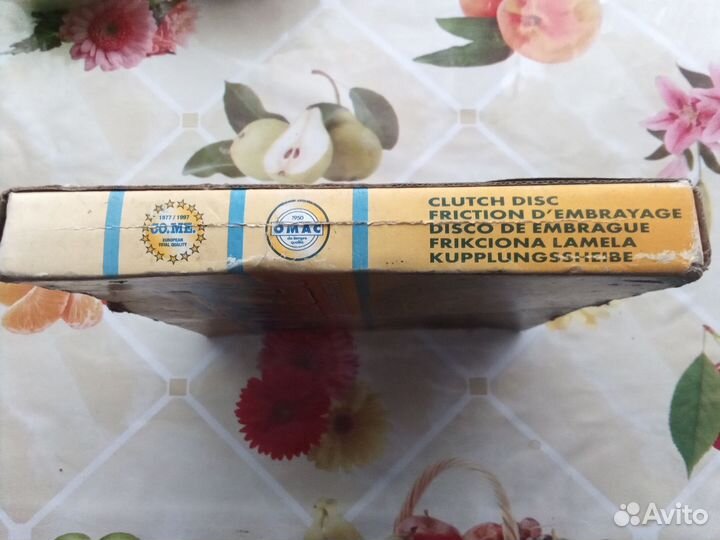 1977 / 1997
CO.ME.
EUROPEAN
TOTAL QUALITY
1950
OMAC
CLUTCH DISC
FRICTION D'EMBRAYAGE
DISCO DE EMBRAGUE
FRIKCIONA LAMELA
KUPPLUNGSSHEIBE
Avito